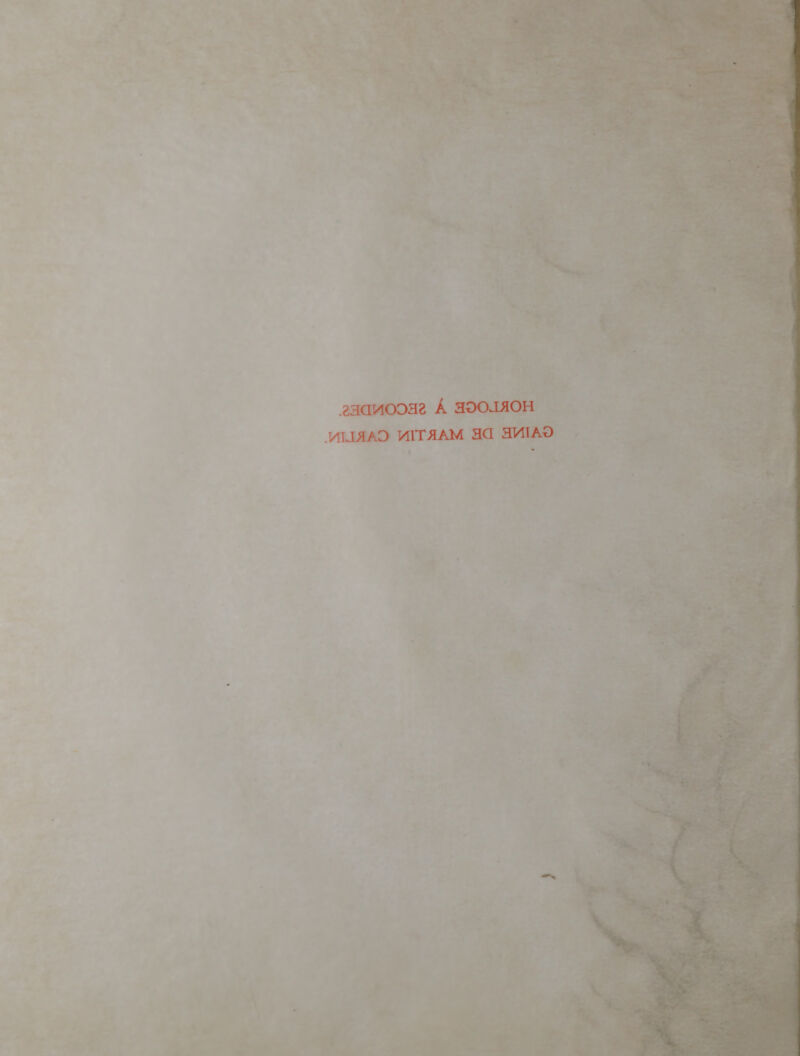 HORLOGE À SECONDES.
GAINE DE MARTIN CARLIN.